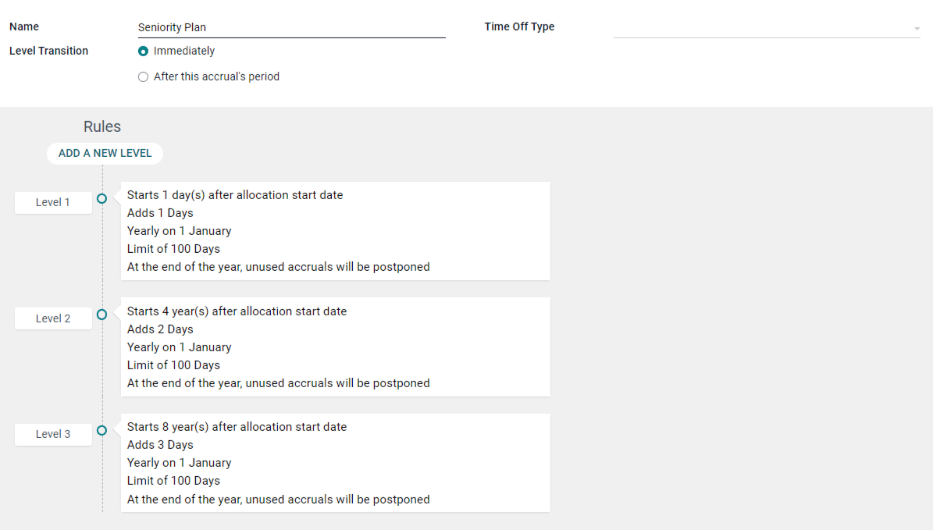 Name
Seniority Plan
Time Off Type
Level Transition
Immediately
After this accrual's period
Rules
ADD A NEW LEVEL
Level 1
Starts 1 day(s) after allocation start date
Adds 1 Days
Yearly on 1 January
Limit of 100 Days
At the end of the year, unused accruals will be postponed
Level 2
Starts 4 year(s) after allocation start date
Adds 2 Days
Yearly on 1 January
Limit of 100 Days
At the end of the year, unused accruals will be postponed
Level 3
Starts 8 year(s) after allocation start date
Adds 3 Days
Yearly on 1 January
Limit of 100 Days
At the end of the year, unused accruals will be postponed